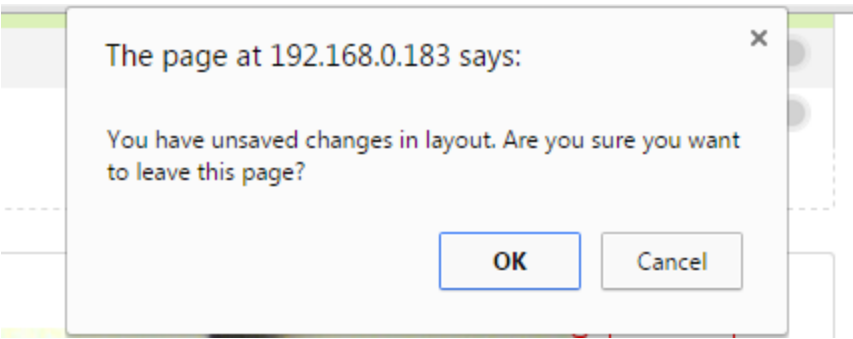 The page at 192.168.0.183 says:
You have unsaved changes in layout. Are you sure you want
to leave this page?
OK
Cancel